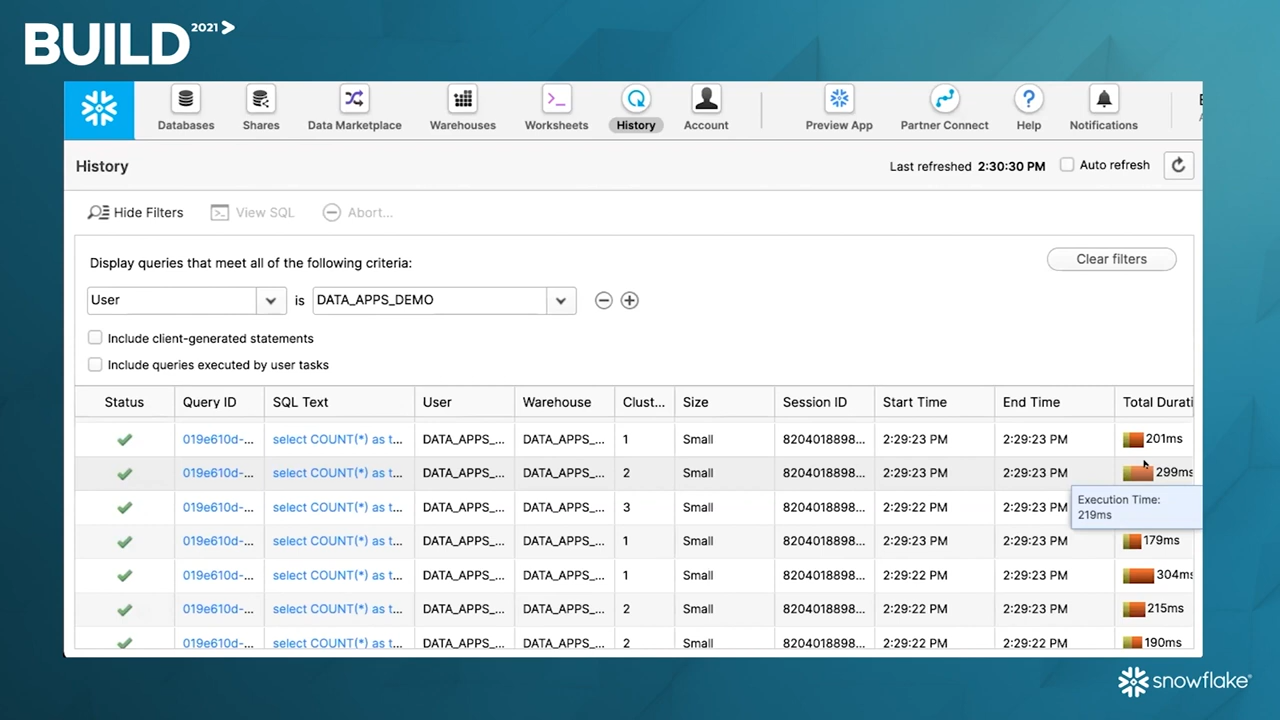 BUILD 2021
Databases Shares Data Marketplace Warehouses Worksheets History Account Preview App Partner Connect Help Notifications
History
Last refreshed 2:30:30 PM Auto refresh
Hide Filters View SQL Abort...
Display queries that meet all of the following criteria:
Clear filters
User is DATA_APPS_DEMO
Include client-generated statements
Include queries executed by user tasks
Status Query ID SQL Text User Warehouse Clust... Size Session ID Start Time End Time Total Durati
019e610d-... select COUNT(*) as t... DATA_APPS_... DATA_APPS_... 1 Small 8204018898... 2:29:23 PM 2:29:23 PM 201ms
019e610d-... select COUNT(*) as t... DATA_APPS_... DATA_APPS_... 2 Small 8204018898... 2:29:23 PM 2:29:23 PM 299ms
019e610d-... select COUNT(*) as t... DATA_APPS_... DATA_APPS_... 3 Small 8204018898... 2:29:22 PM 2:29:23 PM
Execution Time:
219ms
019e610d-... select COUNT(*) as t... DATA_APPS_... DATA_APPS_... 1 Small 8204018898... 2:29:22 PM 2:29:23 PM 179ms
019e610d-... select COUNT(*) as t... DATA_APPS_... DATA_APPS_... 1 Small 8204018898... 2:29:22 PM 2:29:23 PM 304ms
019e610d-... select COUNT(*) as t... DATA_APPS_... DATA_APPS_... 2 Small 8204018898... 2:29:22 PM 2:29:23 PM 215ms
019e610d-... select COUNT(*) as t... DATA_APPS_... DATA_APPS_... 2 Small 8204018898... 2:29:22 PM 2:29:22 PM 190ms
snowflake